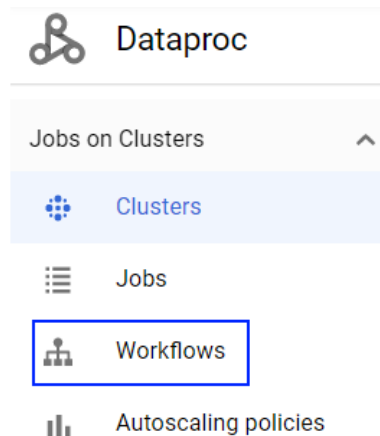 Dataproc
Jobs on Clusters
Clusters
Jobs
Workflows
Autoscaling policies